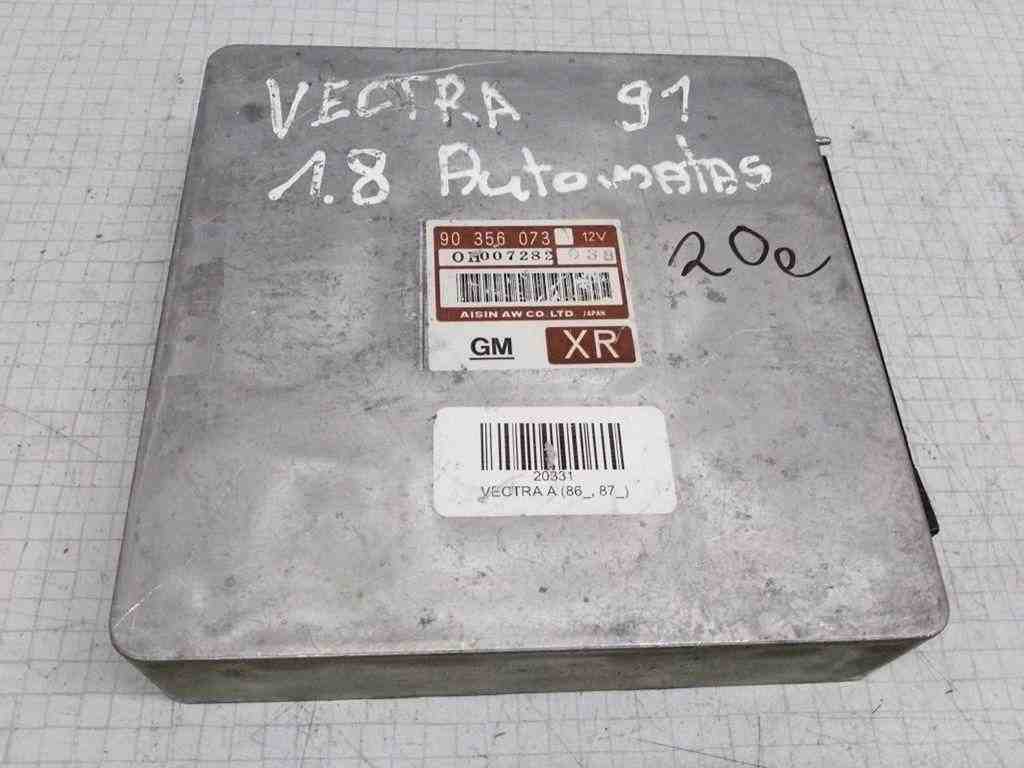 VECTRA 91
1.8 Automatas
20e
90 356 073 12V
007282
AISIN AW CO. LTD. JAPAN
GM XR
20331
VECTRA A (86_, 87_)